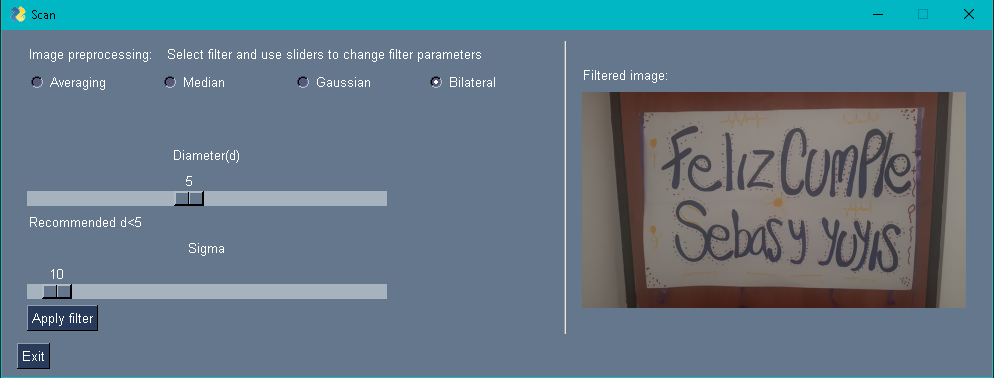 Scan
Image preprocessing: Select filter and use sliders to change filter parameters
Averaging Median Gaussian Bilateral
Diameter(d)
5
Recommended d<5
Sigma
10
Apply filter
Exit
Filtered image:
Feliz Cumple
Sebas y yuyis